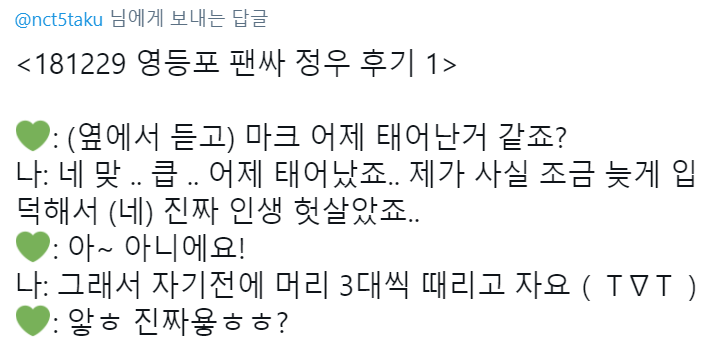 @nct5taku 님에게 보내는 답글
<181229 영등포 팬싸 정우 후기 1>
💚: (옆에서 듣고) 마크 어제 태어난거 같죠?
나: 네 맞 .. 큽 .. 어제 태어났죠.. 제가 사실 조금 늦게 입
덕해서 (네) 진짜 인생 헛살았죠..
💚: 아~ 아니에요!
나: 그래서 자기전에 머리 3대씩 때리고 자요 ( T∇T )
💚: 앟ㅎ 진짜욯ㅎㅎ?